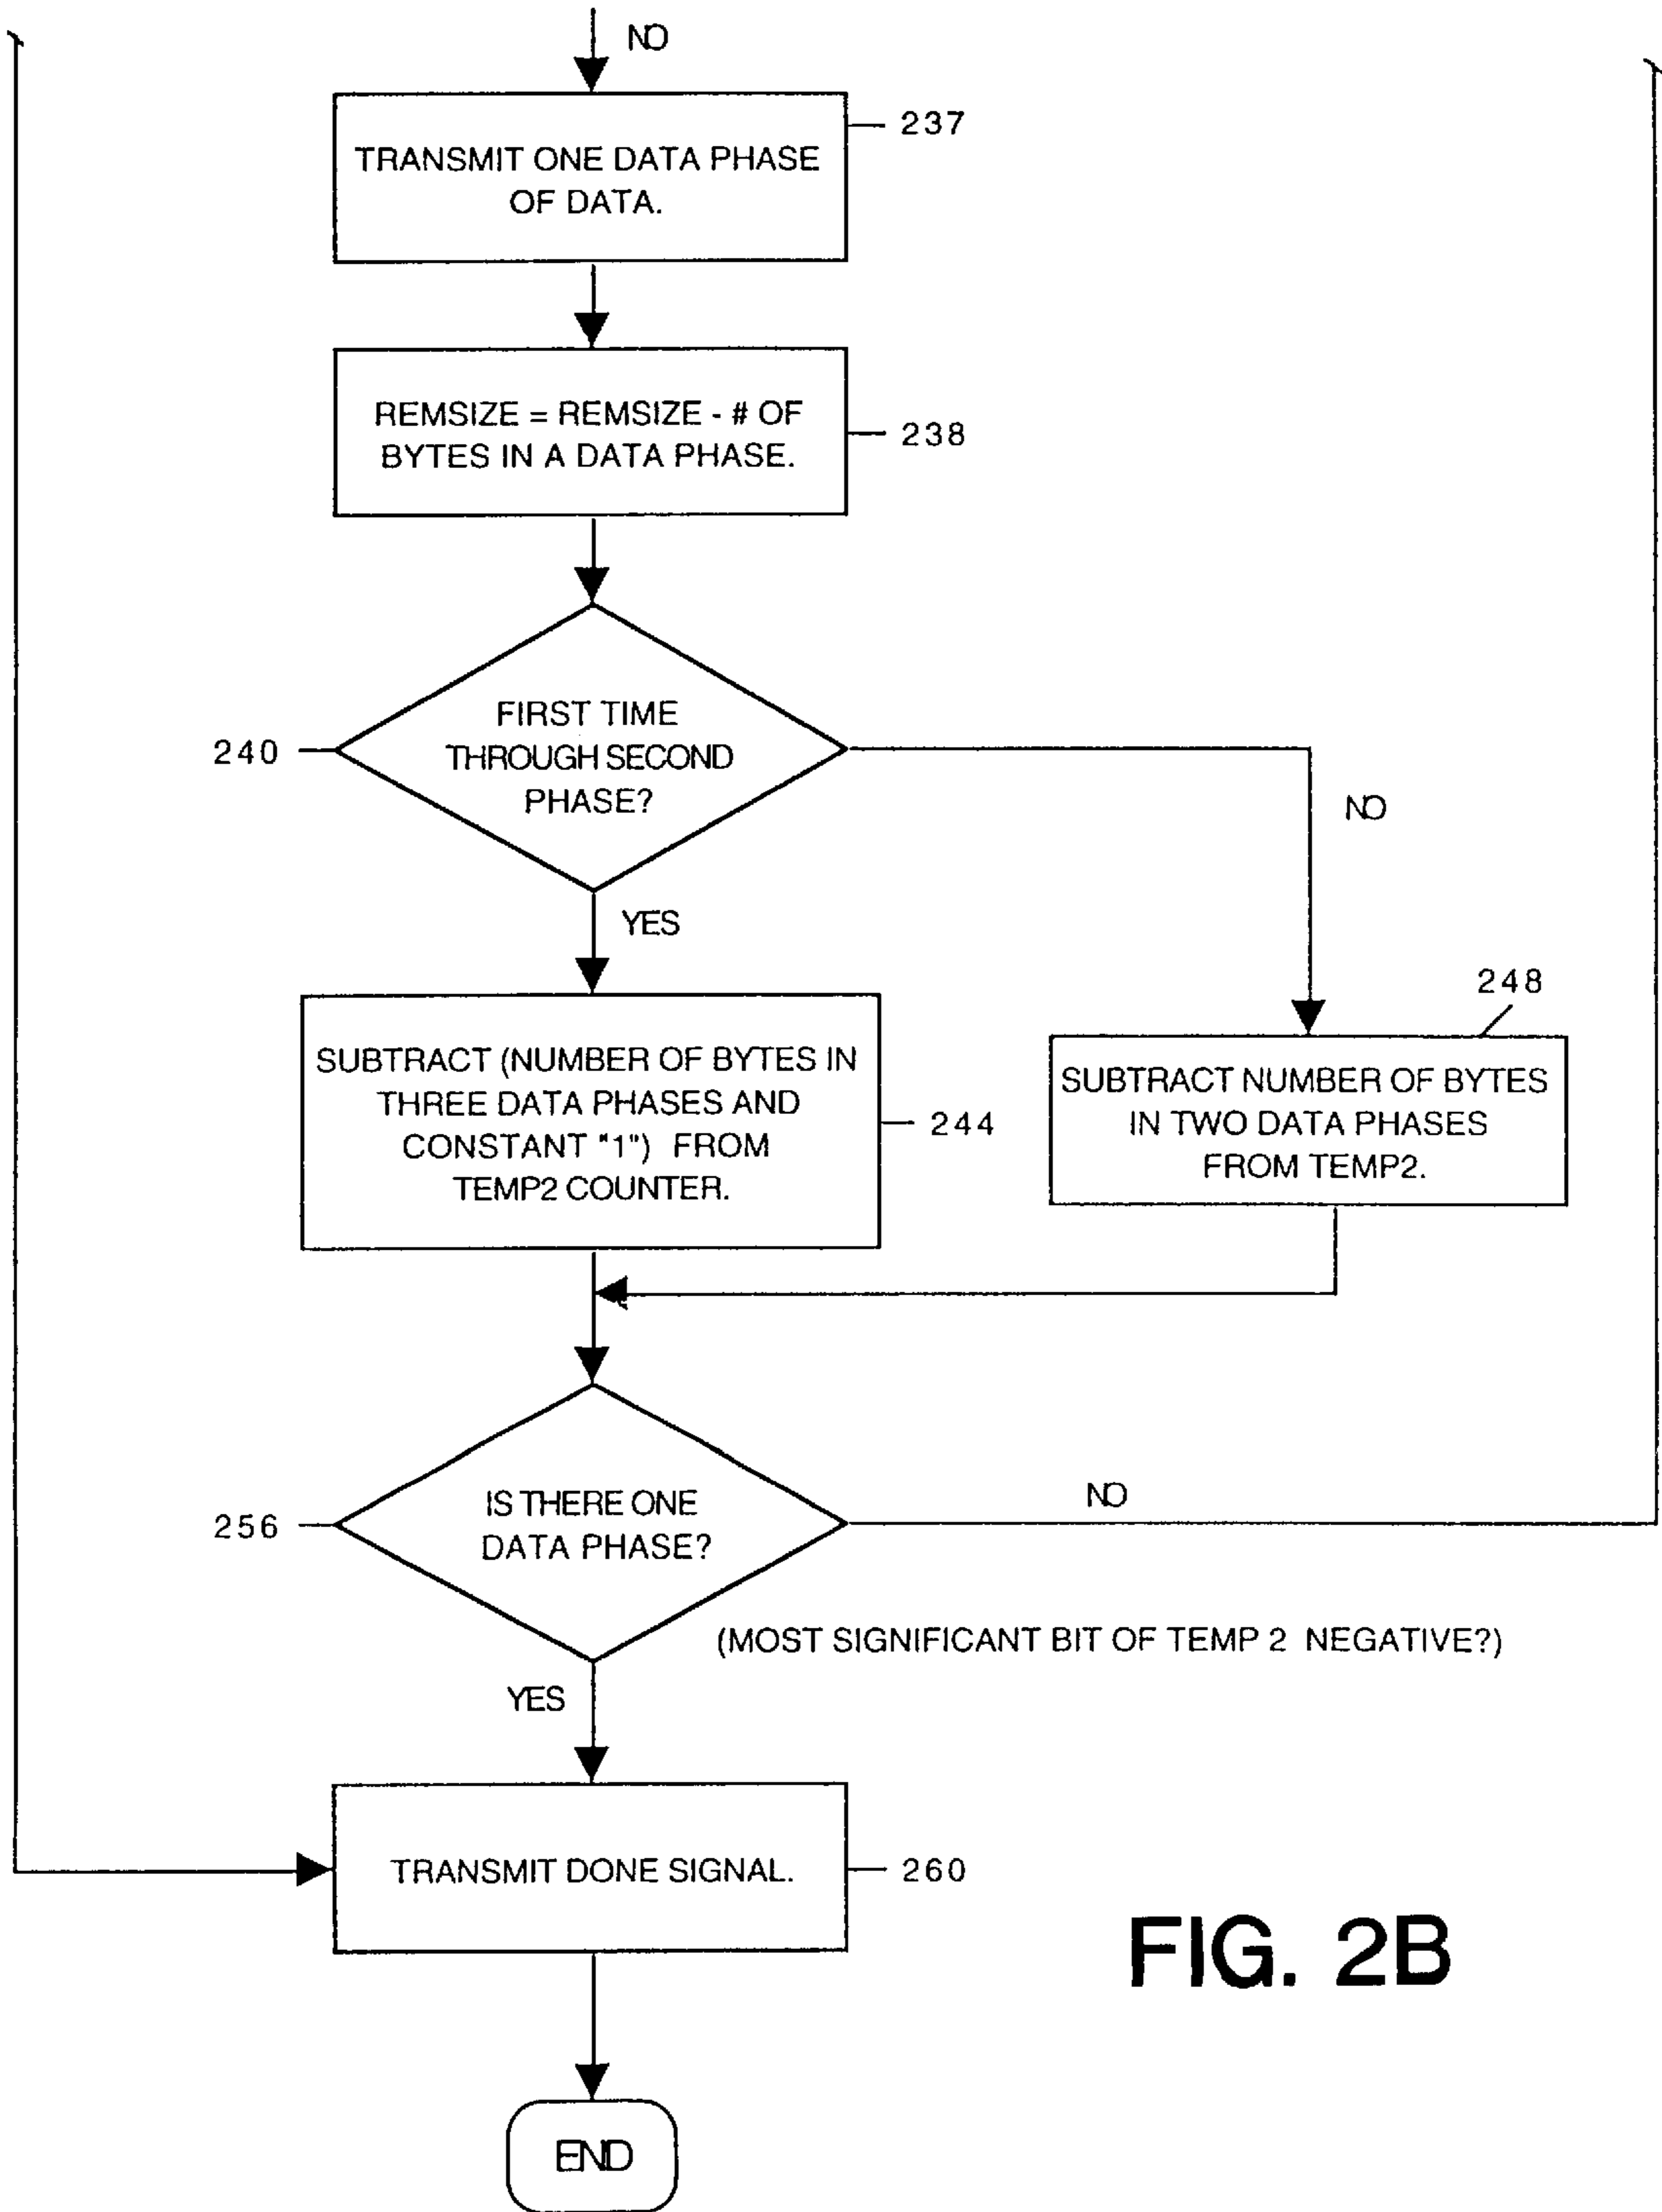 NO
TRANSMIT ONE DATA PHASE
OF DATA.
237
REMSIZE = REMSIZE - # OF
BYTES IN A DATA PHASE.
238
FIRST TIME
THROUGH SECOND
PHASE?
240
NO
YES
SUBTRACT (NUMBER OF BYTES IN
THREE DATA PHASES AND
CONSTANT "1") FROM
TEMP2 COUNTER.
244
248
SUBTRACT NUMBER OF BYTES
IN TWO DATA PHASES
FROM TEMP2.
IS THERE ONE
DATA PHASE?
256
NO
(MOST SIGNIFICANT BIT OF TEMP 2 NEGATIVE?)
YES
TRANSMIT DONE SIGNAL.
260
FIG. 2B
END